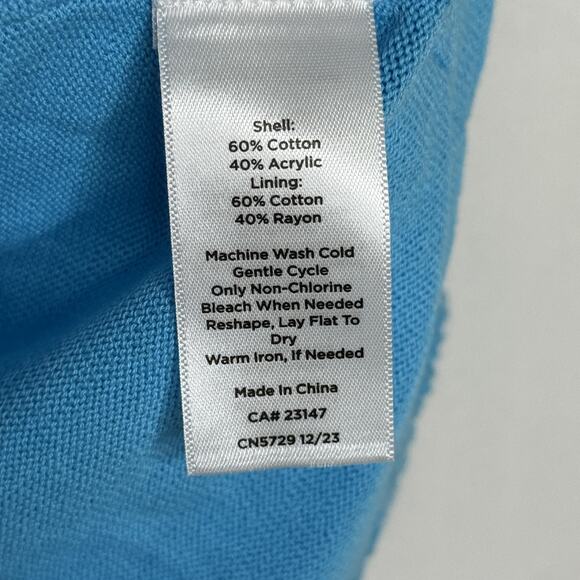 Shell:
60% Cotton
40% Acrylic
Lining:
60% Cotton
40% Rayon
Machine Wash Cold
Gentle Cycle
Only Non-Chlorine
Bleach When Needed
Reshape, Lay Flat To
Dry
Warm Iron, If Needed
Made In China
CA# 23147
CN5729 12/23